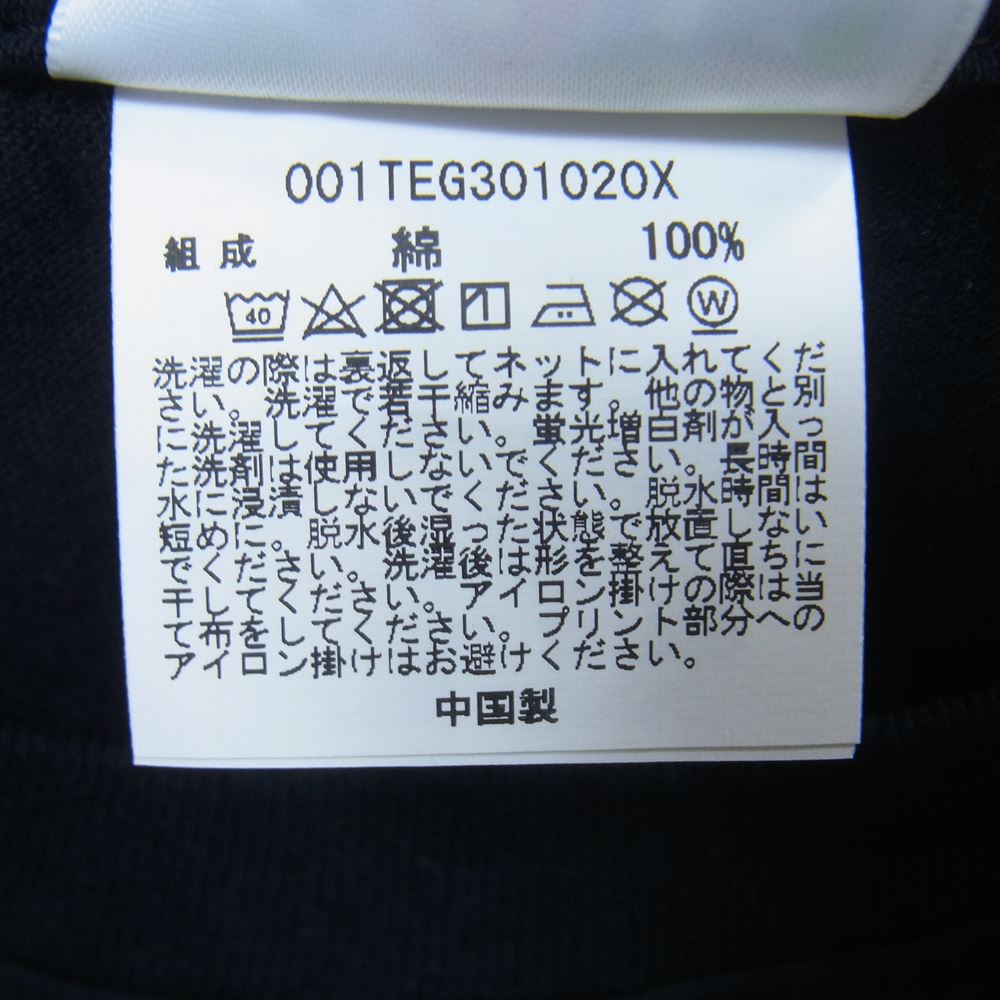 001TEG301020X
組成 綿 100%
40 W
洗濯の際は裏返してネットに入れてくだ
さい。洗濯で若干縮みます。他の物と別
に洗濯してください。蛍光増白剤が入っ
た洗剤は使用しないでください。長時間
水に浸漬しないでください。脱水時間は
短めに。脱水後湿った状態で放置しない
でください。洗濯後は形を整えて直ちに
干してください。アイロン掛けの際は当
て布をしてください。プリント部分への
アイロン掛けはお避けください。
中国製